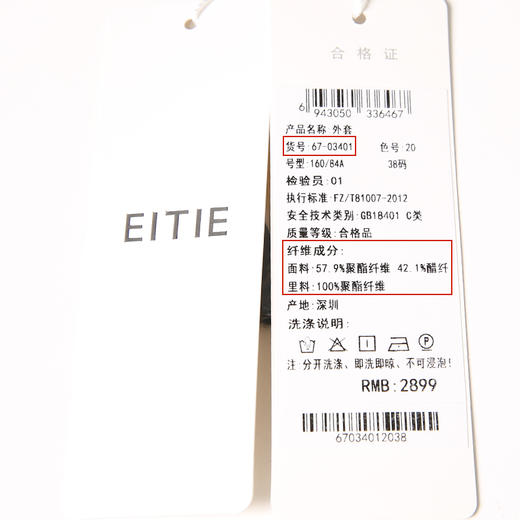 EITIE
合格证
6 943050 336467
产品名称 外套
货号:67-03401 色号:20
号型:160/84A 38码
检验员:01
执行标准:FZ/T81007-2012
安全技术类别:GB18401 C类
质量等级:合格品
纤维成分:
面料:57.9%聚酯纤维 42.1%醋纤
里料:100%聚酯纤维
产地:深圳
洗涤说明:
P
注:分开洗涤、即洗即晾、不可浸泡!
RMB:2899
67034012038